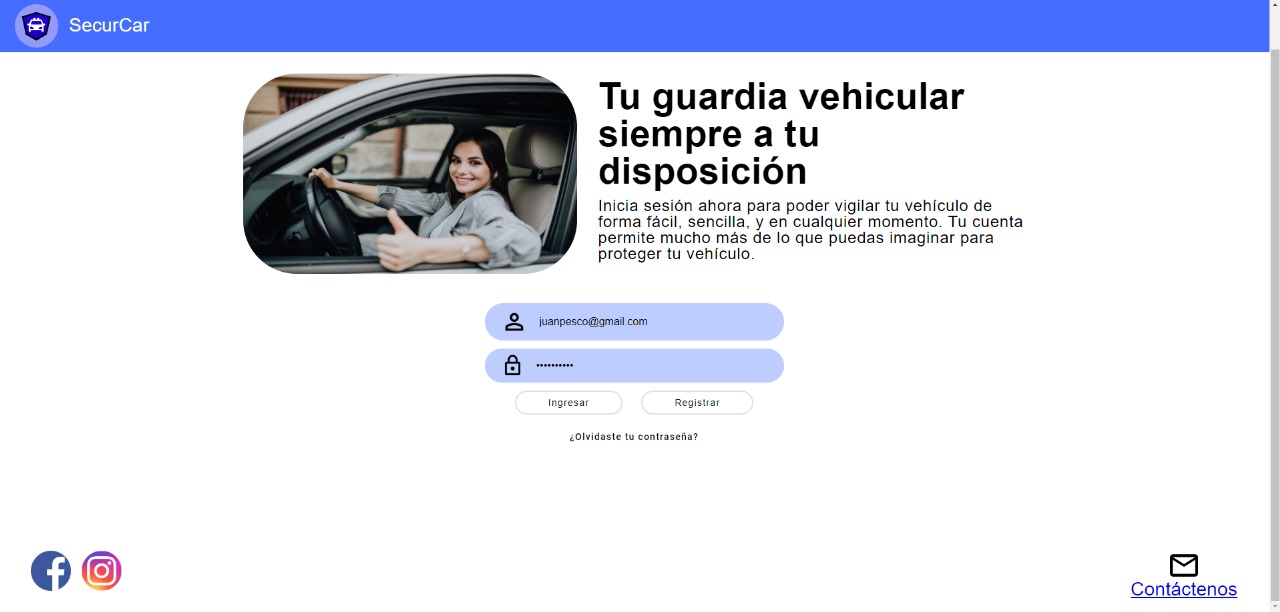 SecurCar
Tu guardia vehicular
siempre a tu
disposición
Inicia sesión ahora para poder vigilar tu vehículo de
forma fácil, sencilla, y en cualquier momento. Tu cuenta
permite mucho más de lo que puedas imaginar para
proteger tu vehículo.
juanpesco@gmail.com
••••••••••
Ingresar
Registrar
¿Olvidaste tu contraseña?
Contáctenos